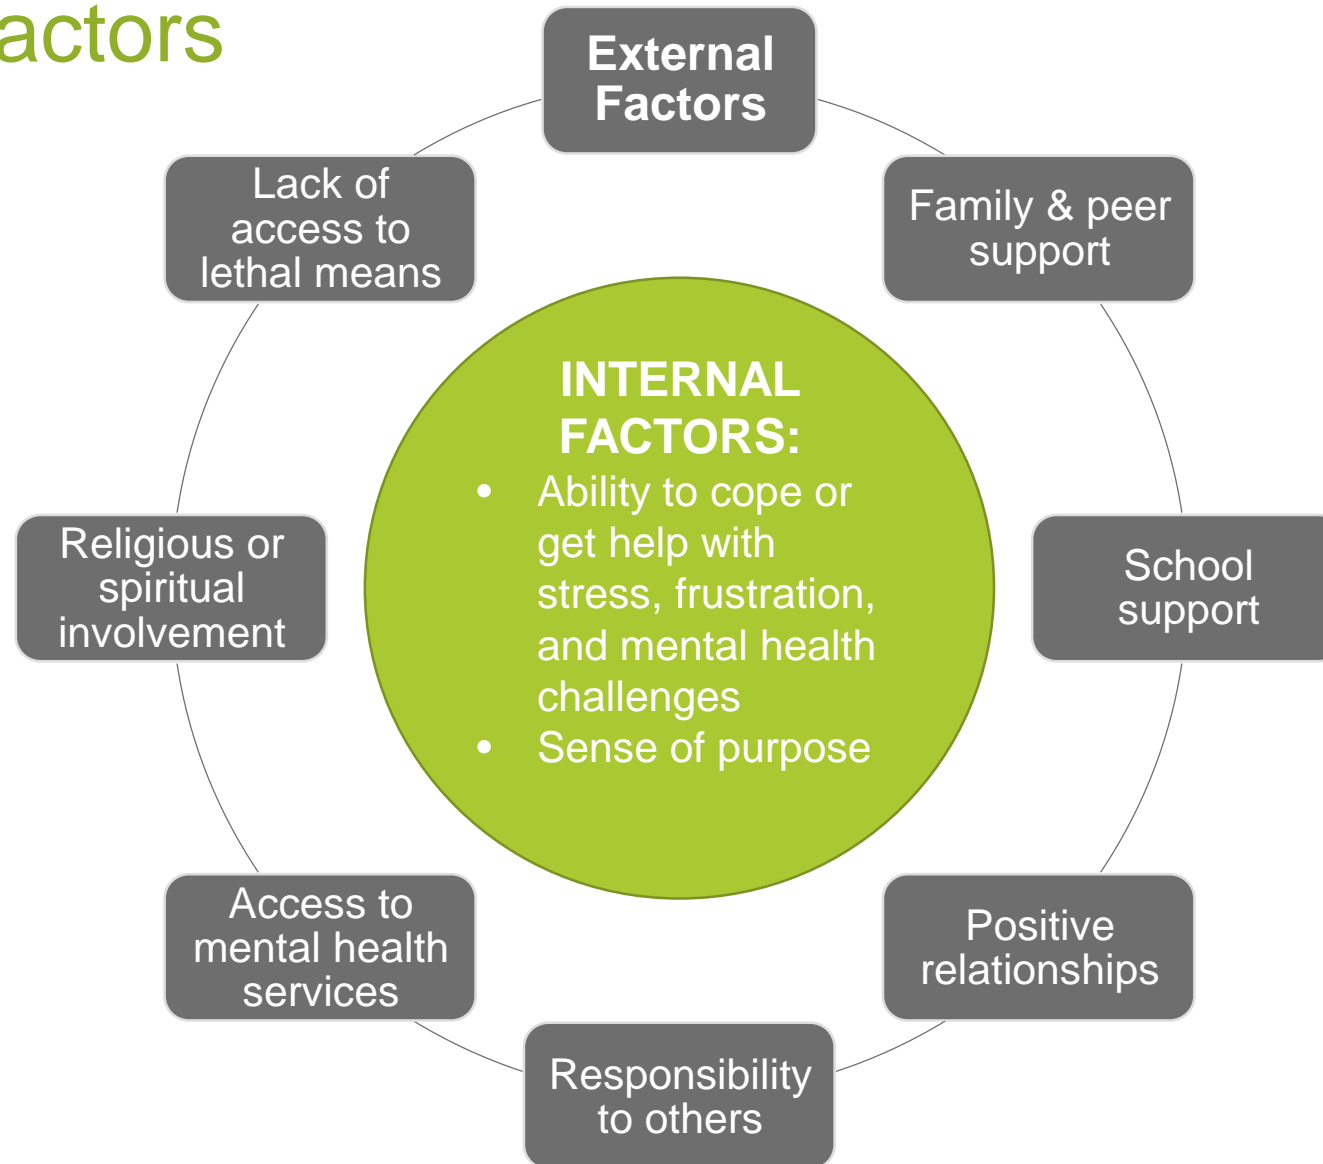 actors
External
Factors
Family & peer
support
School
support
Positive
relationships
Responsibility
to others
Access to
mental health
services
Religious or
spiritual
involvement
Lack of
access to
lethal means
INTERNAL
FACTORS:
• Ability to cope or
get help with
stress, frustration,
and mental health
challenges
• Sense of purpose